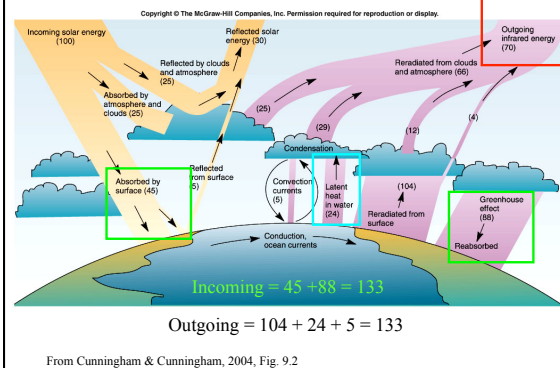 Copyright © The McGraw-Hill Companies, Inc. Permission required for reproduction or display.
Incoming solar energy
(100)
Reflected solar
energy (30)
Outgoing
infrared energy
(70)
Reflected by clouds
and atmosphere
(25)
Reradiated from clouds
and atmosphere (66)
Absorbed by
atmosphere and
clouds (25)
(25)
(29)
(12)
(4)
Condensation
Absorbed by
surface (45)
Reflected
from surface
(5)
Convection
currents
(5)
Latent
heat
in water
(24)
(104)
Reradiated from
surface
Greenhouse
effect
(88)
Reabsorbed
Conduction,
ocean currents
Incoming = 45 +88 = 133
Outgoing = 104 + 24 + 5 = 133
From Cunningham & Cunningham, 2004, Fig. 9.2